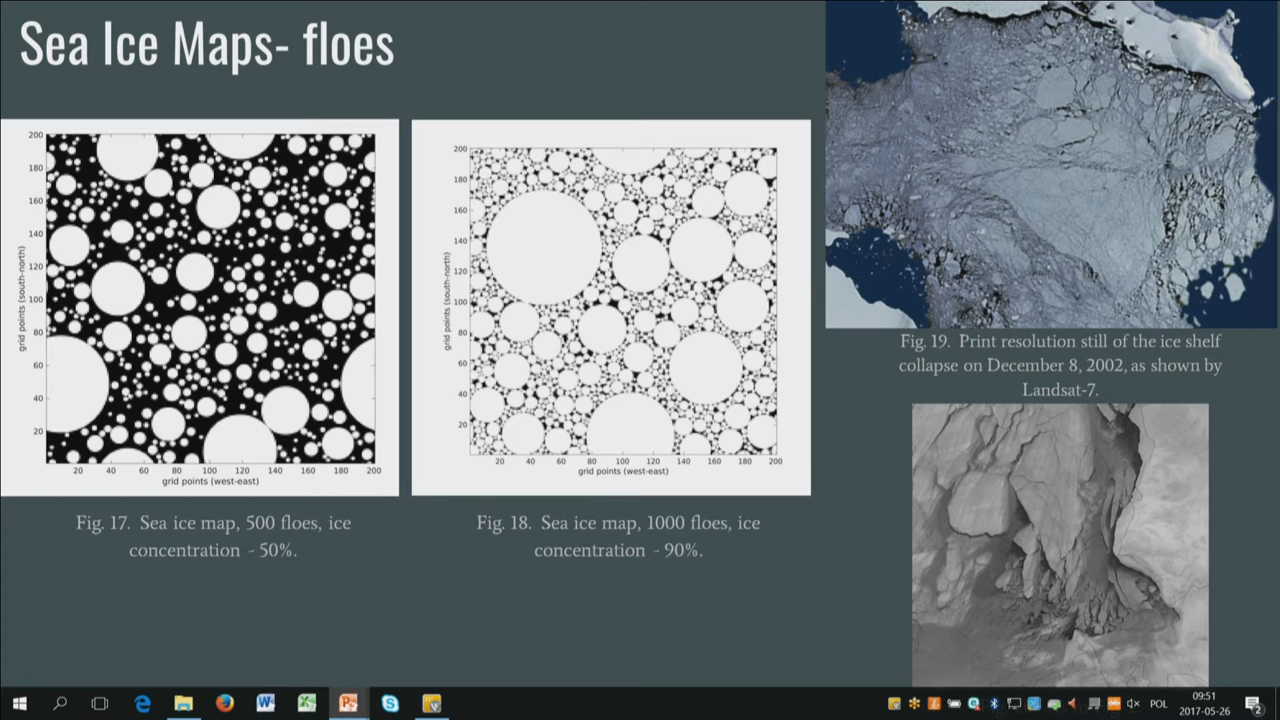 Sea Ice Maps- floes
200
180
160
140
120
100
80
60
40
20
grid points (south-north)
20 40 60 80 100 120 140 160 180 200
grid points (west-east)
Fig. 17. Sea ice map, 500 floes, ice
concentration - 50%.
200
180
160
140
120
100
80
60
40
20
grid points (south-north)
20 40 60 80 100 120 140 160 180 200
grid points (west-east)
Fig. 18. Sea ice map, 1000 floes, ice
concentration - 90%.
Fig. 19. Print resolution still of the ice shelf
collapse on December 8, 2002, as shown by
Landsat-7.
POL
09:51
2017-05-26
2